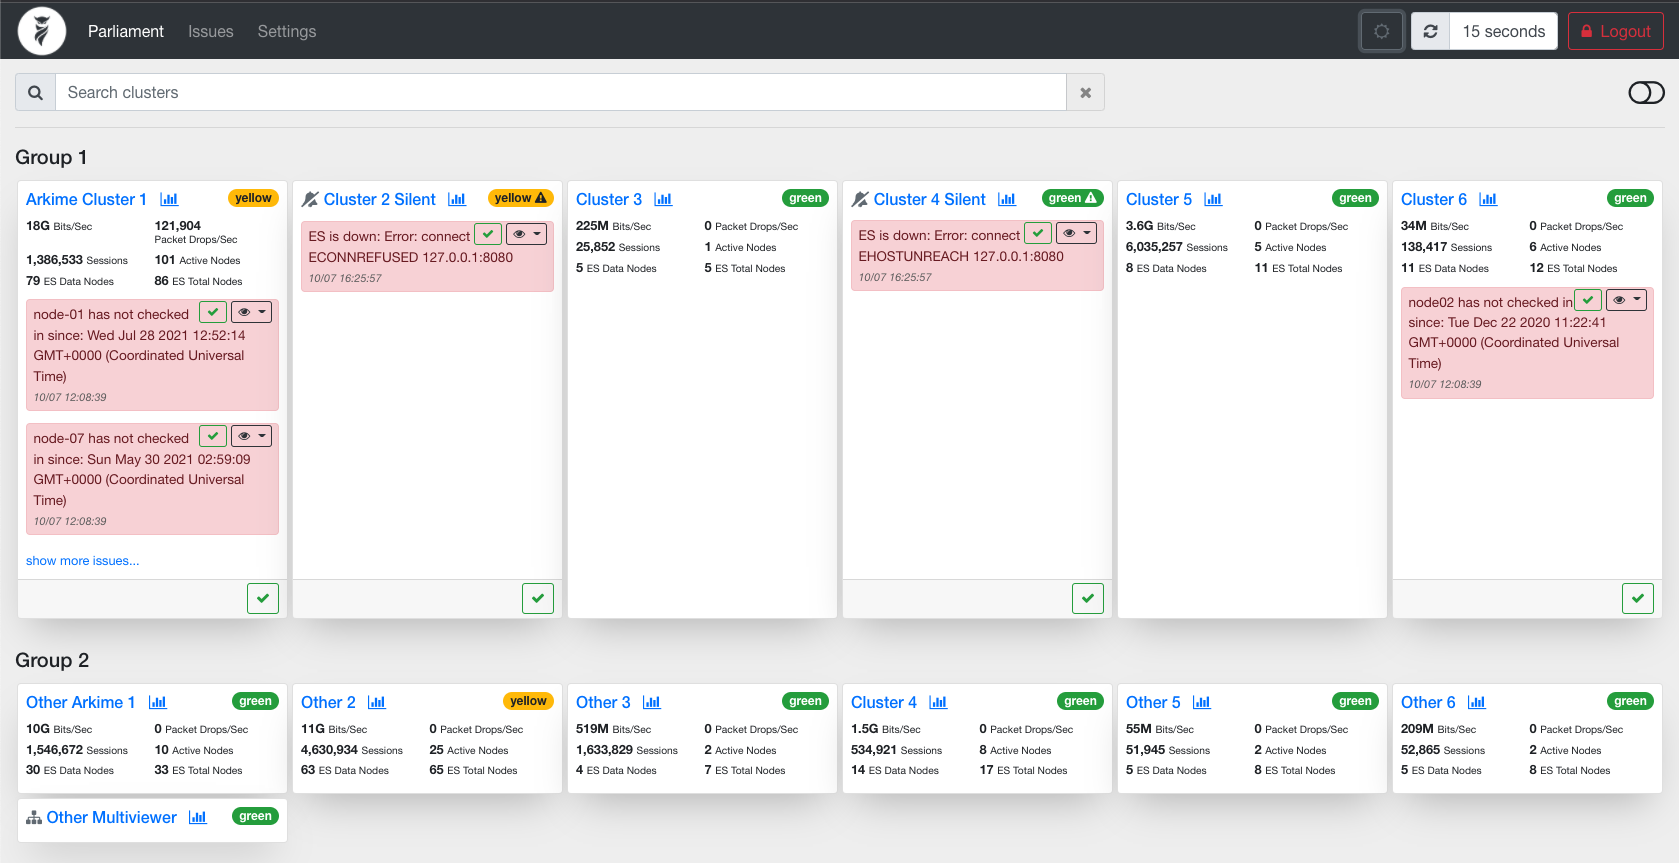 Parliament Issues Settings 15 seconds Logout
Search clusters
Group 1
Arkime Cluster 1 yellow
18G Bits/Sec 121,904 Packet Drops/Sec
1,386,533 Sessions 101 Active Nodes
79 ES Data Nodes 86 ES Total Nodes
node-01 has not checked
in since: Wed Jul 28 2021 12:52:14
GMT+0000 (Coordinated Universal
Time)
10/07 12:08:39
node-07 has not checked
in since: Sun May 30 2021 02:59:09
GMT+0000 (Coordinated Universal
Time)
10/07 12:08:39
show more issues...
Cluster 2 Silent yellow
ES is down: Error: connect
ECONNREFUSED 127.0.0.1:8080
10/07 16:25:57
Cluster 3 green
225M Bits/Sec 0 Packet Drops/Sec
25,852 Sessions 1 Active Nodes
5 ES Data Nodes 5 ES Total Nodes
Cluster 4 Silent green
ES is down: Error: connect
EHOSTUNREACH 127.0.0.1:8080
10/07 16:25:57
Cluster 5 green
3.6G Bits/Sec 0 Packet Drops/Sec
6,035,257 Sessions 5 Active Nodes
8 ES Data Nodes 11 ES Total Nodes
Cluster 6 green
34M Bits/Sec 0 Packet Drops/Sec
138,417 Sessions 6 Active Nodes
11 ES Data Nodes 12 ES Total Nodes
node02 has not checked in
since: Tue Dec 22 2020 11:22:41
GMT+0000 (Coordinated Universal
Time)
10/07 12:08:39
Group 2
Other Arkime 1 green
10G Bits/Sec 0 Packet Drops/Sec
1,546,672 Sessions 10 Active Nodes
30 ES Data Nodes 33 ES Total Nodes
Other 2 yellow
11G Bits/Sec 0 Packet Drops/Sec
4,630,934 Sessions 25 Active Nodes
63 ES Data Nodes 65 ES Total Nodes
Other 3 green
519M Bits/Sec 0 Packet Drops/Sec
1,633,829 Sessions 2 Active Nodes
4 ES Data Nodes 7 ES Total Nodes
Cluster 4 green
1.5G Bits/Sec 0 Packet Drops/Sec
534,921 Sessions 8 Active Nodes
14 ES Data Nodes 17 ES Total Nodes
Other 5 green
55M Bits/Sec 0 Packet Drops/Sec
51,945 Sessions 2 Active Nodes
5 ES Data Nodes 8 ES Total Nodes
Other 6 green
209M Bits/Sec 0 Packet Drops/Sec
52,865 Sessions 2 Active Nodes
5 ES Data Nodes 8 ES Total Nodes
Other Multiviewer green